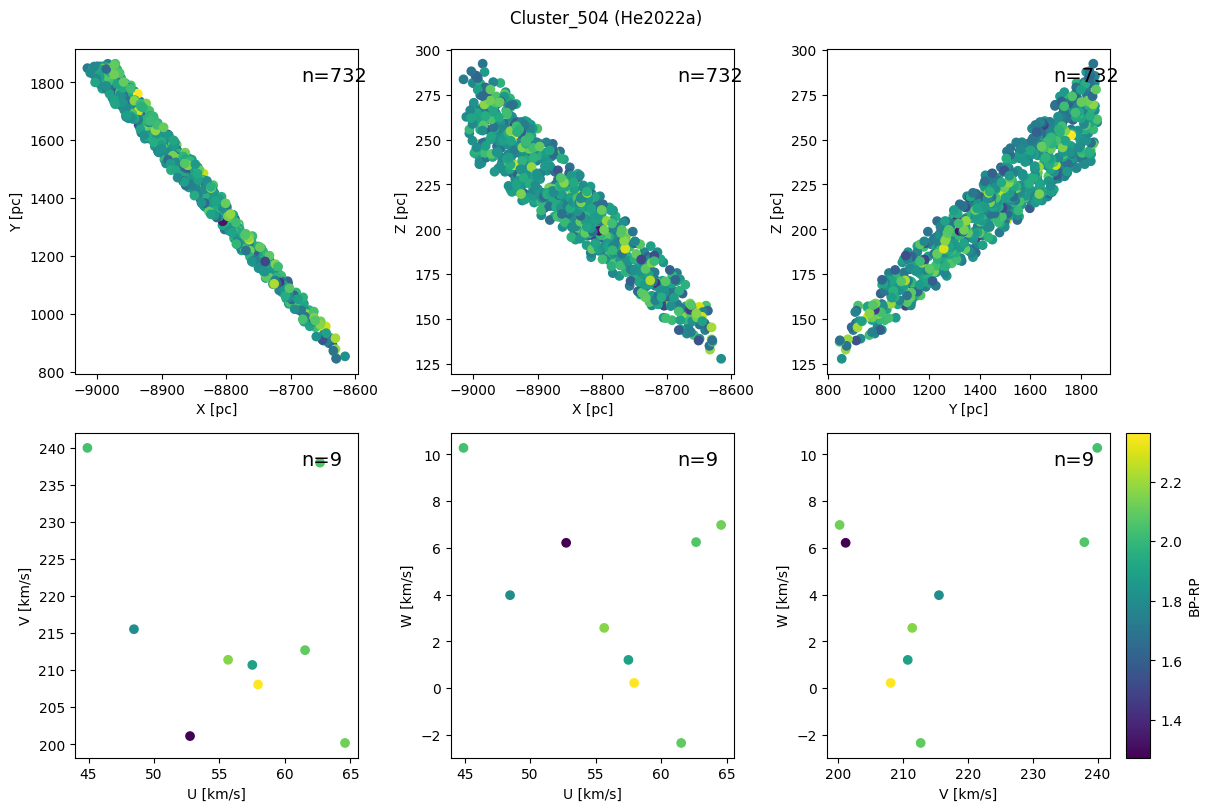 Cluster_504 (He2022a)
n=732
Y [pc]
1800
1600
1400
1200
1000
800
−9000 −8900 −8800 −8700 −8600
X [pc]
n=732
Z [pc]
300
275
250
225
200
175
150
125
−9000 −8900 −8800 −8700 −8600
X [pc]
n=732
Z [pc]
300
275
250
225
200
175
150
125
800 1000 1200 1400 1600 1800
Y [pc]
n=9
V [km/s]
240
235
230
225
220
215
210
205
200
45 50 55 60 65
U [km/s]
n=9
W [km/s]
10
8
6
4
2
0
−2
45 50 55 60 65
U [km/s]
n=9
W [km/s]
10
8
6
4
2
0
−2
200 210 220 230 240
V [km/s]
2.2
2.0
1.8
1.6
1.4
BP-RP